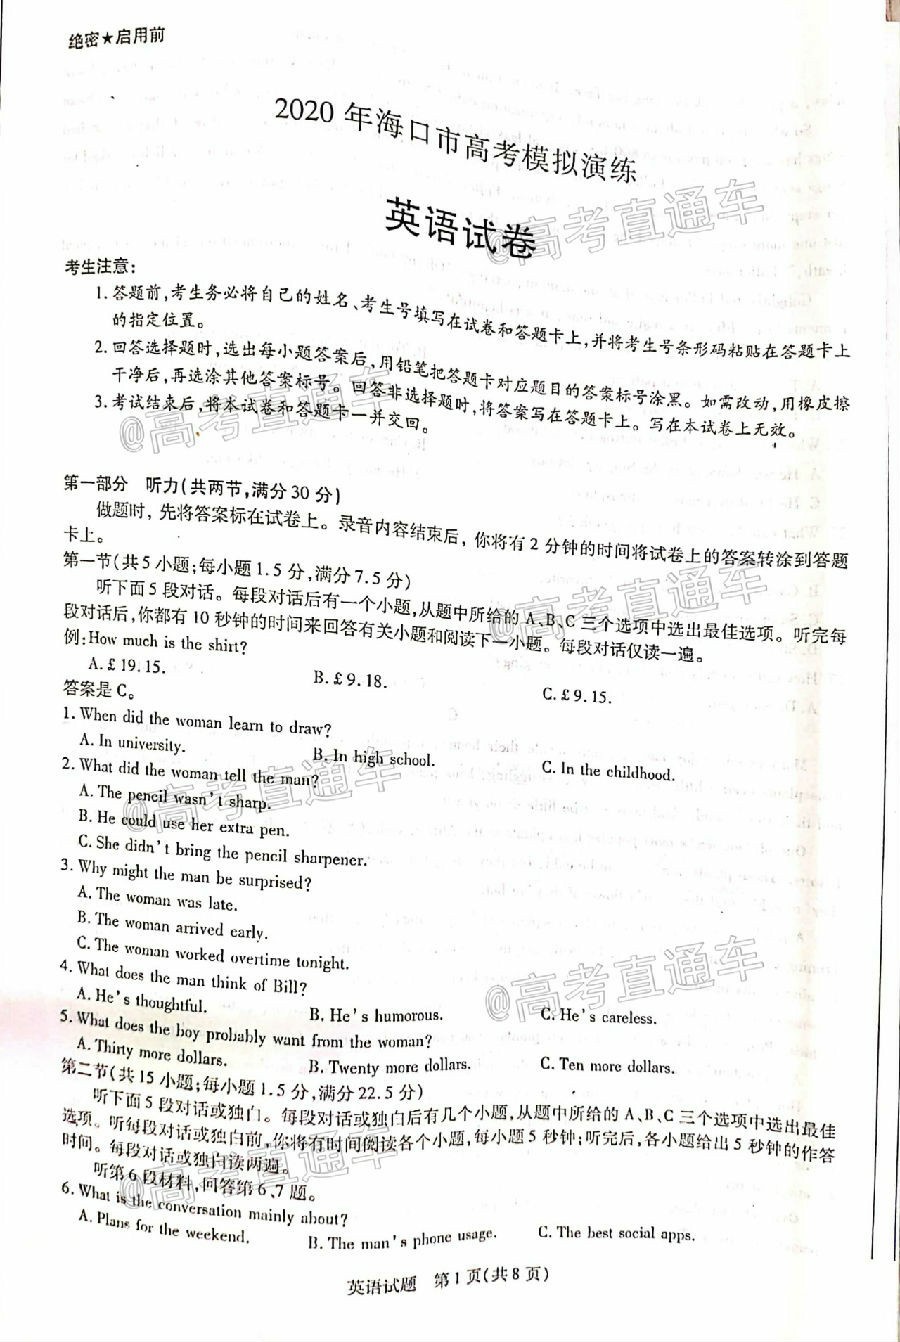 绝密★启用前
2020年海口市高考模拟演练
英语试卷
@高考直通车
考生注意:
1.答题前,考生务必将自己的姓名、考生号填写在试卷和答题卡上,并将考生号条形码粘贴在答题卡上
的指定位置。
2.回答选择题时,选出每小题答案后,用铅笔把答题卡对应题目的答案标号涂黑。如需改动,用橡皮擦
干净后,再选涂其他答案标号。回答非选择题时,将答案写在答题卡上。写在本试卷上无效。
3.考试结束后,将本试卷和答题卡一并交回。
@高考直通车
第一部分 听力(共两节,满分30分)
做题时,先将答案标在试卷上。录音内容结束后,你将有2分钟的时间将试卷上的答案转涂到答题
卡上。
第一节(共5小题;每小题1.5分,满分7.5分)
听下面5段对话。每段对话后有一个小题,从题中所给的A、B、C三个选项中选出最佳选项。听完每
段对话后,你都有10秒钟的时间来回答有关小题和阅读下一小题。每段对话仅读一遍。
@高考直通车
例:How much is the shirt?
A.£19.15. B.£9.18. C.£9.15.
答案是C。
1. When did the woman learn to draw?
A. In university. B. In high school. C. In the childhood.
2. What did the woman tell the man?
A. The pencil wasn't sharp.
B. He could use her extra pen.
C. She didn't bring the pencil sharpener.
@高考直通车
3. Why might the man be surprised?
A. The woman was late.
B. The woman arrived early.
C. The woman worked overtime tonight.
4. What does the man think of Bill?
A. He's thoughtful. B. He's humorous. C. He's careless.
@高考直通车
5. What does the boy probably want from the woman?
A. Thirty more dollars. B. Twenty more dollars. C. Ten more dollars.
第二节(共15小题;每小题1.5分,满分22.5分)
听下面5段对话或独白。每段对话或独白后有几个小题,从题中所给的A、B、C三个选项中选出最佳
选项。听每段对话或独白前,你将有时间阅读各个小题,每小题5秒钟;听完后,各小题给出5秒钟的作答
时间。每段对话或独白读两遍。
听第6段材料,回答第6、7题。
@高考直通车
6. What is the conversation mainly about?
A. Plans for the weekend. B. The man's phone usage. C. The best social apps.
英语试题 第1页(共8页)